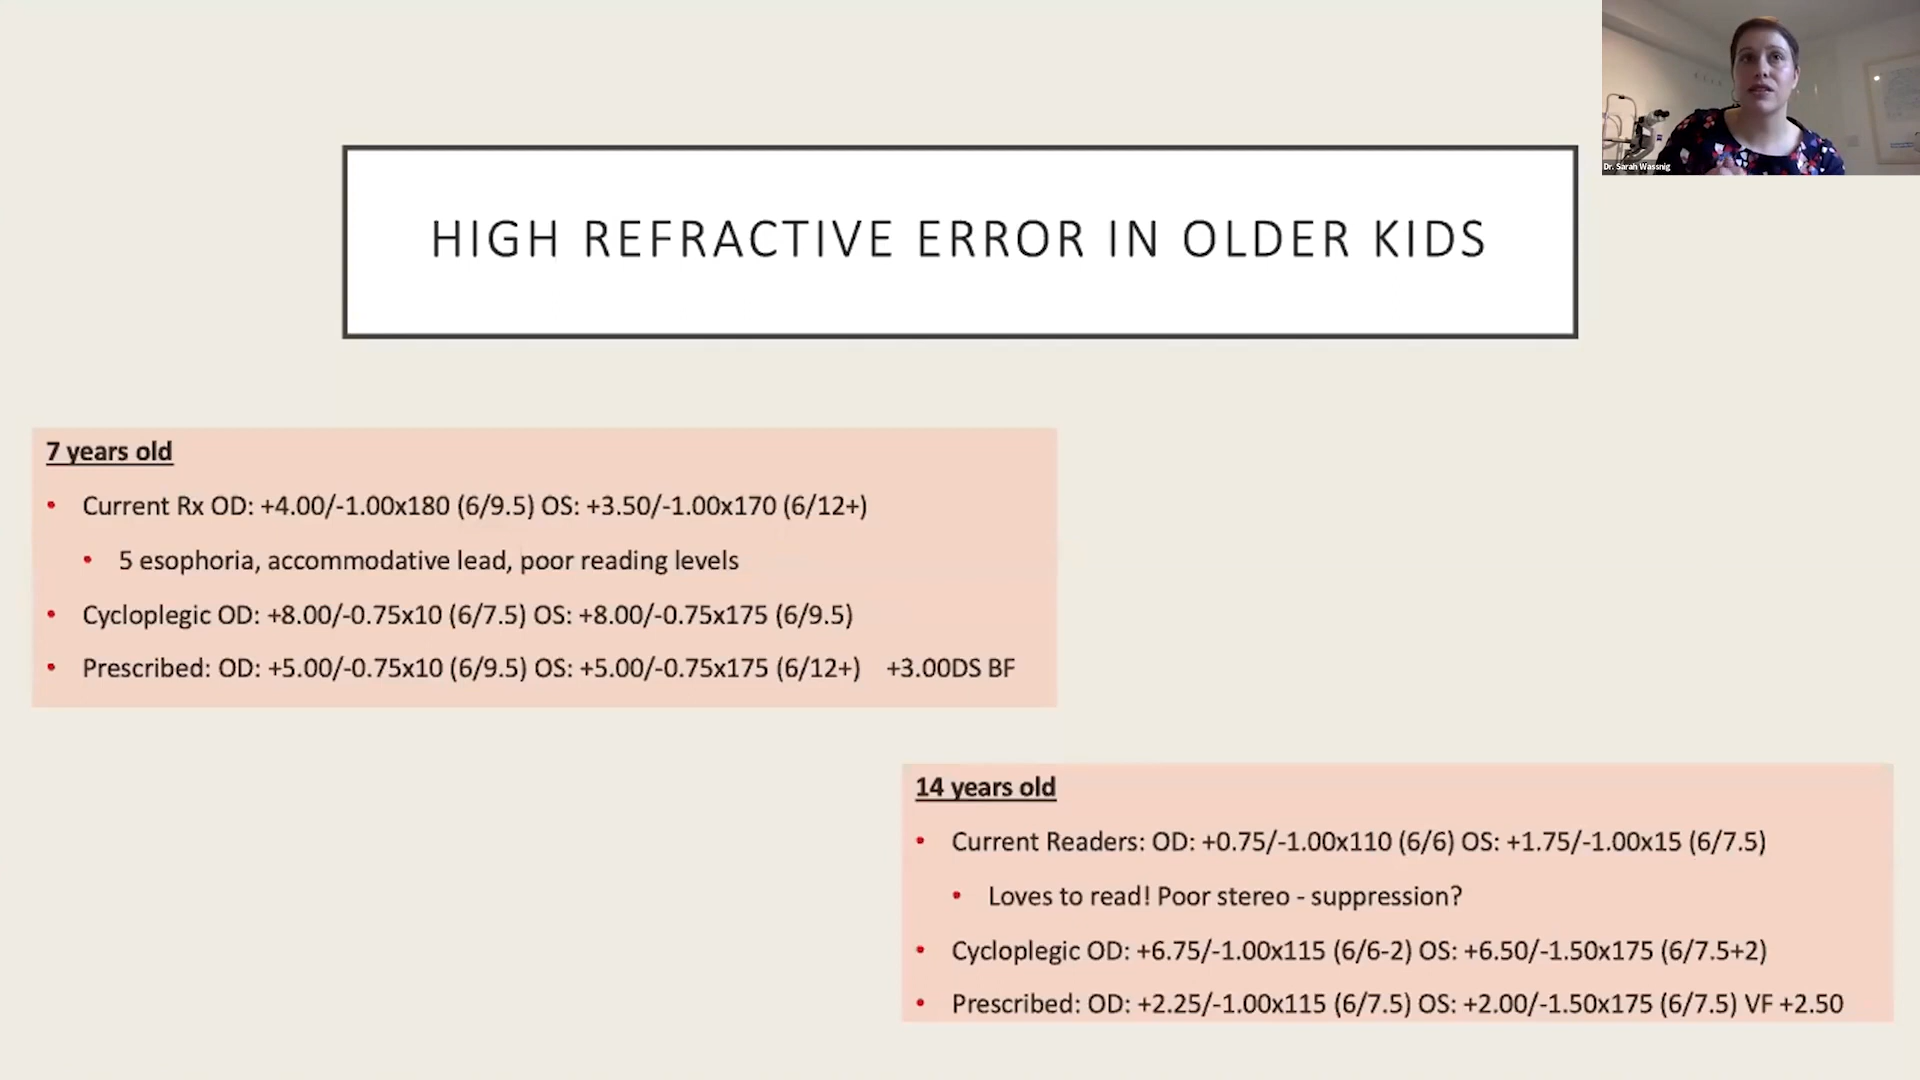 Dr. Sarah Wassnig
HIGH REFRACTIVE ERROR IN OLDER KIDS
7 years old
• Current Rx OD: +4.00/-1.00x180 (6/9.5) OS: +3.50/-1.00x170 (6/12+)
• 5 esophoria, accommodative lead, poor reading levels
• Cycloplegic OD: +8.00/-0.75x10 (6/7.5) OS: +8.00/-0.75x175 (6/9.5)
• Prescribed: OD: +5.00/-0.75x10 (6/9.5) OS: +5.00/-0.75x175 (6/12+) +3.00DS BF
14 years old
• Current Readers: OD: +0.75/-1.00x110 (6/6) OS: +1.75/-1.00x15 (6/7.5)
• Loves to read! Poor stereo - suppression?
• Cycloplegic OD: +6.75/-1.00x115 (6/6-2) OS: +6.50/-1.50x175 (6/7.5+2)
• Prescribed: OD: +2.25/-1.00x115 (6/7.5) OS: +2.00/-1.50x175 (6/7.5) VF +2.50